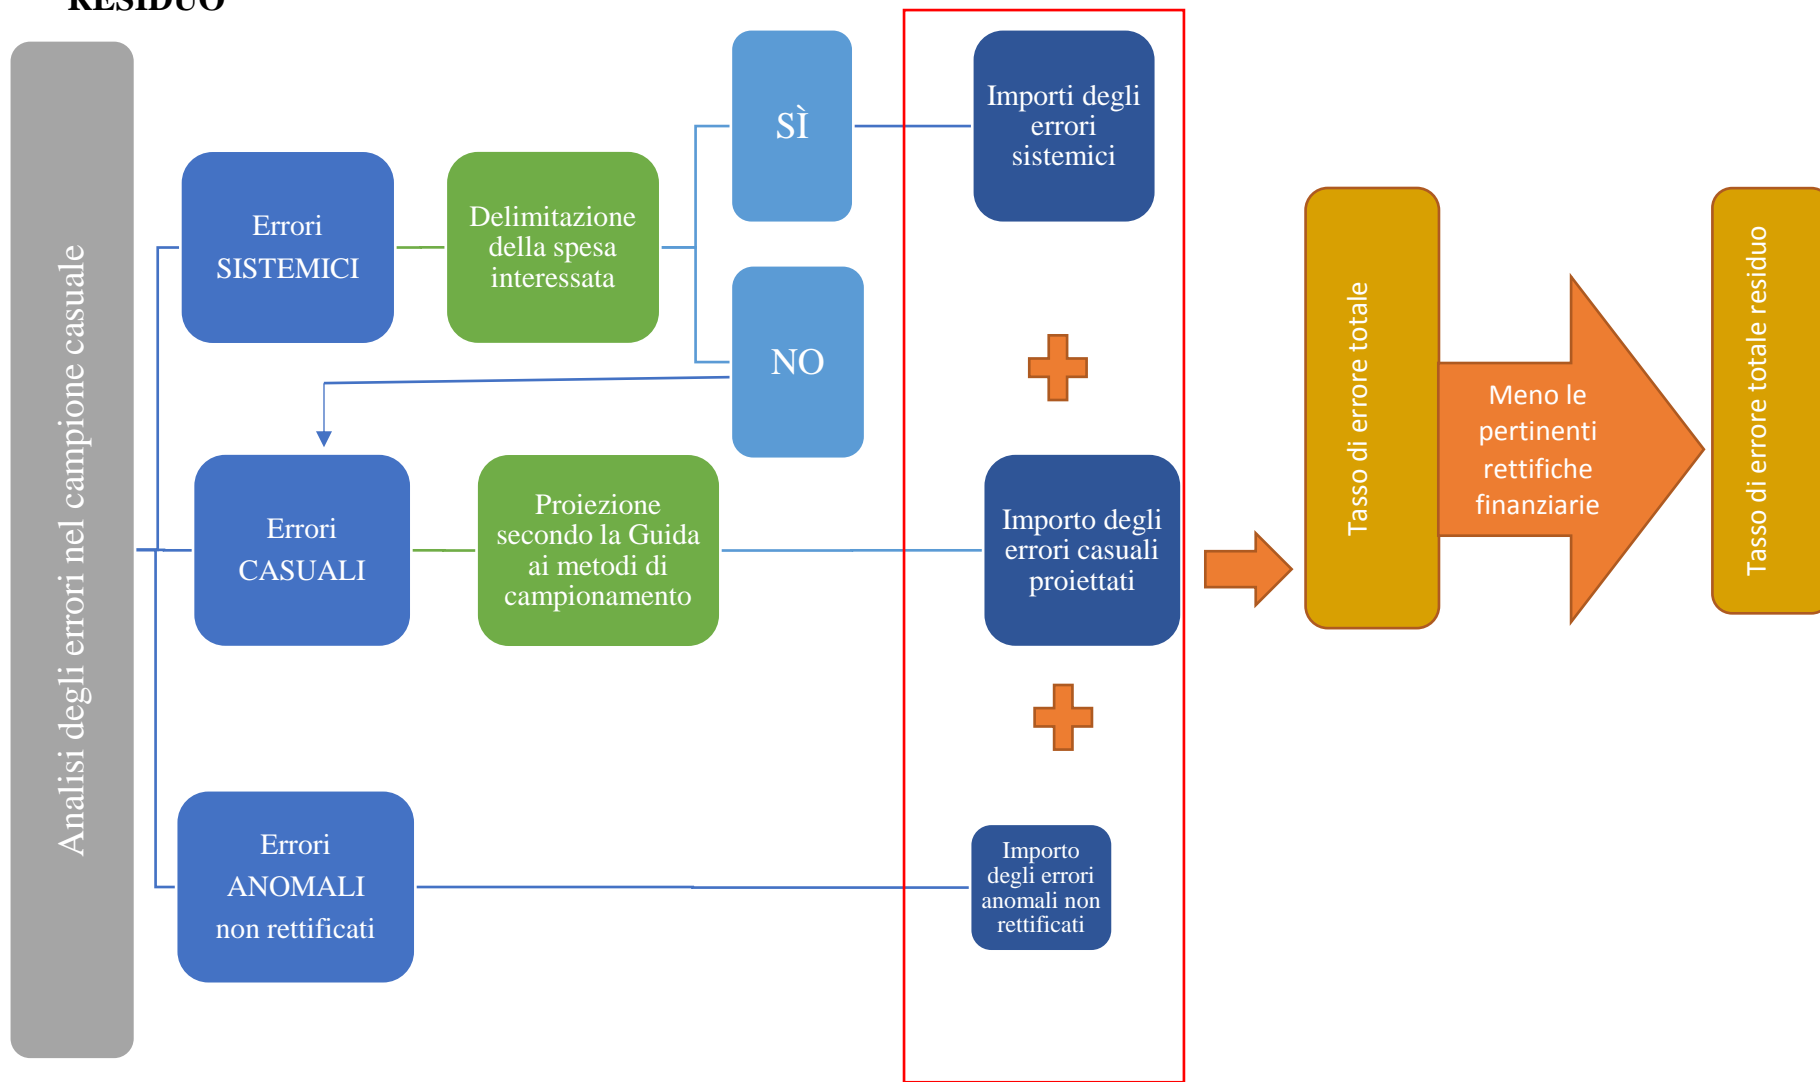 RESIDUO
Analisi degli errori nel campione casuale
Errori
SISTEMICI
Delimitazione
della spesa
interessata
SÌ
NO
Importi degli
errori
sistemici
Errori
CASUALI
Proiezione
secondo la Guida
ai metodi di
campionamento
Importo degli
errori casuali
proiettati
Errori
ANOMALI
non rettificati
Importo
degli errori
anomali non
rettificati
Tasso di errore totale
Meno le
pertinenti
rettifiche
finanziarie
Tasso di errore totale residuo